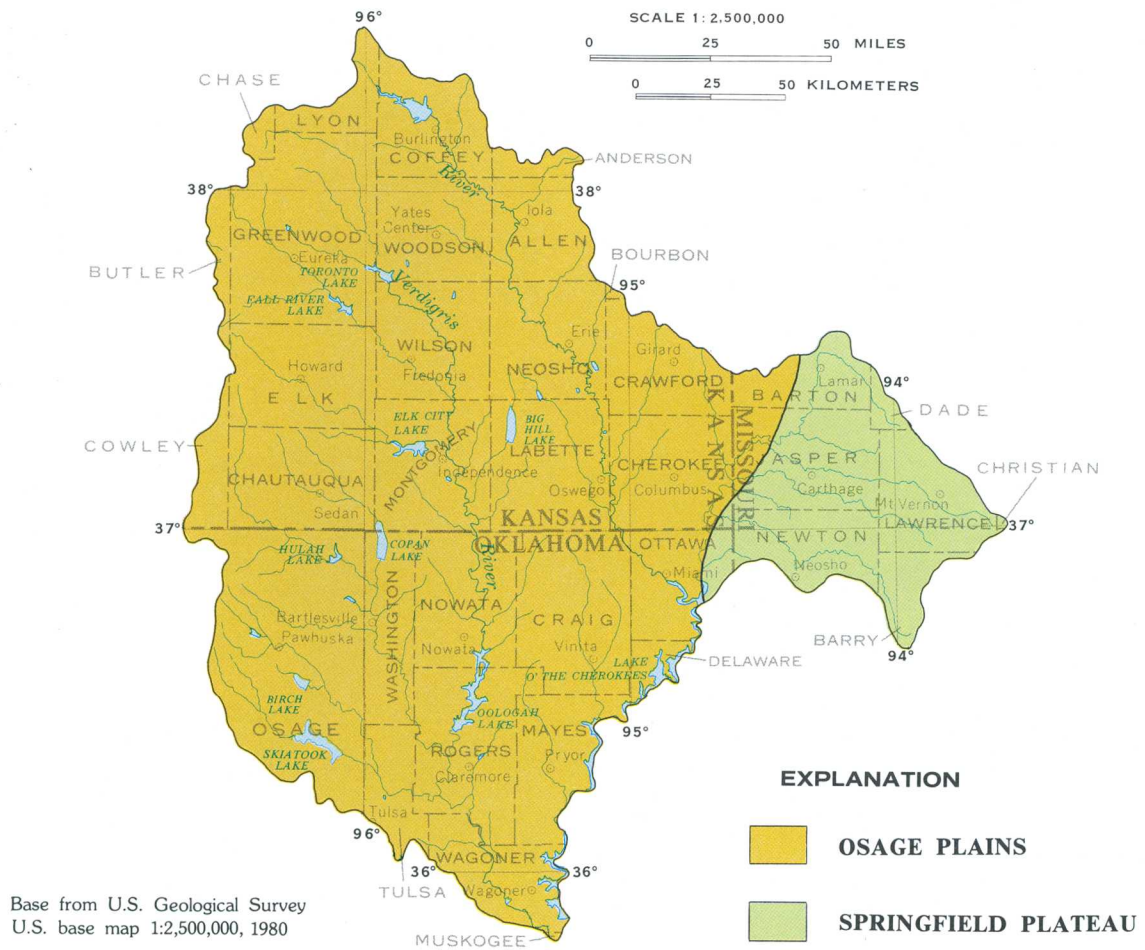 SCALE 1:2,500,000
0 25 50 MILES
0 25 50 KILOMETERS
96°
CHASE
LYON
Burlington
COFFEY
ANDERSON
River
38°
38°
Iola
Yates
Center
GREENWOOD
WOODSON
ALLEN
Eureka
BOURBON
BUTLER
TORONTO
LAKE
Verdigris
95°
FALL RIVER
LAKE
Erie
WILSON
Girard
Howard
Fredonia
NEOSHO
CRAWFORD
Lamar
94°
ELK
BARTON
DADE
KANSAS
MISSOURI
ELK CITY
LAKE
BIG
HILL
LAKE
COWLEY
MONTGOMERY
LABETTE
JASPER
CHRISTIAN
Independence
CHEROKEE
CHAUTAUQUA
Oswego
Columbus
Carthage
Mt Vernon
Sedan
KANSAS
LAWRENCE
37°
37°
OKLAHOMA
OTTAWA
NEWTON
HULAH
LAKE
COPAN
LAKE
River
Miami
Neosho
WASHINGTON
NOWATA
CRAIG
Bartlesville
Pawhuska
Nowata
Vinita
BARRY
94°
LAKE
O' THE CHEROKEES
DELAWARE
BIRCH
LAKE
OOLOGAH
LAKE
OSAGE
MAYES
95°
SKIATOOK
LAKE
ROGERS
Pryor
Claremore
EXPLANATION
Tulsa
96°
OSAGE PLAINS
WAGONER
36°
36°
TULSA
Wagoner
Base from U.S. Geological Survey
U.S. base map 1:2,500,000, 1980
SPRINGFIELD PLATEAU
MUSKOGEE